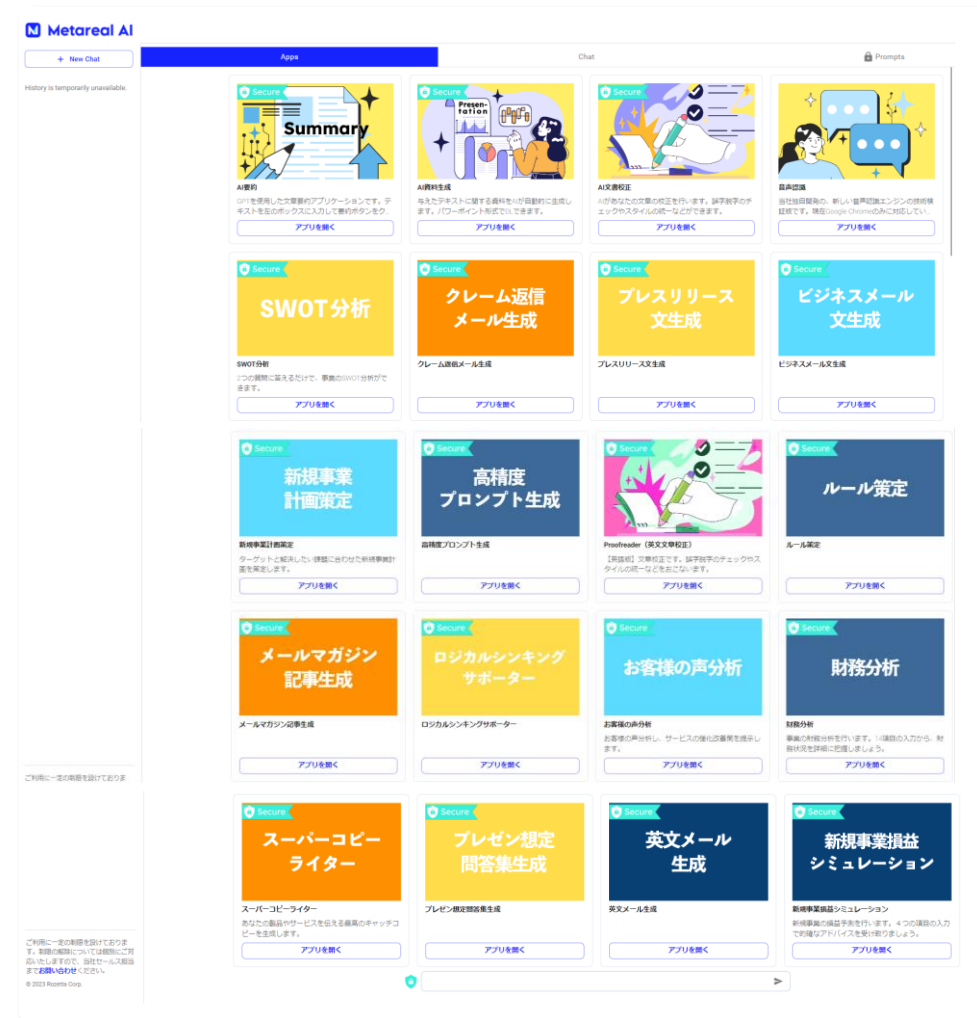 Metareal AI
+ New Chat
Apps
Chat
Prompts
History is temporarily unavailable.
Secure
Summary
AI要約
GPTを使用した文章要約アプリケーションです。テ
キストを左のボックスに入力して要約ボタンをク...
アプリを開く
Secure
Presen-
tation
AI資料生成
与えたテキストに関する資料をAIが自動的に生成し
ます。パワーポイント形式でDLできます。
アプリを開く
Secure
AI文書校正
AIがあなたの文章の校正を行います。誤字脱字のチ
ェックやスタイルの統一などができます。
アプリを開く
音声認識
当社独自開発の、新しい音声認識エンジンの技術検
証版です。現在Google Chromeのみに対応してい...
アプリを開く
Secure
SWOT分析
SWOT分析
2つの質問に答えるだけで、事業のSWOT分析がで
きます。
アプリを開く
Secure
クレーム返信
メール生成
クレーム返信メール生成
アプリを開く
Secure
プレスリリース
文生成
プレスリリース文生成
アプリを開く
Secure
ビジネスメール
文生成
ビジネスメール文生成
アプリを開く
Secure
新規事業
計画策定
新規事業計画策定
ターゲットと解決したい課題に合わせた新規事業計
画を策定します。
アプリを開く
Secure
高精度
プロンプト生成
高精度プロンプト生成
アプリを開く
Secure
Proofreader（英文文章校正）
【英語版】文章校正です。誤字脱字のチェックやス
タイルの統一などをおこないます。
アプリを開く
Secure
ルール策定
ルール策定
アプリを開く
Secure
メールマガジン
記事生成
メールマガジン記事生成
アプリを開く
Secure
ロジカルシンキング
サポーター
ロジカルシンキングサポーター
アプリを開く
Secure
お客様の声分析
お客様の声分析
お客様の声分析し、サービスの強化改善策を提示し
ます。
アプリを開く
Secure
財務分析
財務分析
事業の財務分析を行います。14項目の入力から、財
務状況を詳細に把握しましょう。
アプリを開く
ご利用に一定の制限を設けておりま
Secure
スーパーコピー
ライター
スーパーコピーライター
あなたの製品やサービスを伝える最高のキャッチコ
ピーを生成します。
アプリを開く
Secure
プレゼン想定
問答集生成
プレゼン想定問答集生成
アプリを開く
Secure
英文メール
生成
英文メール生成
アプリを開く
Secure
新規事業損益
シミュレーション
新規事業損益シミュレーション
新規事業の損益予測を行います。４つの項目の入力
で的確なアドバイスを受け取りましょう。
アプリを開く
ご利用に一定の制限を設けておりま
す。制限の解除については個別にご対
応いたしますので、当社セールス担当
までお問い合わせください。
© 2023 Rozetta Corp.